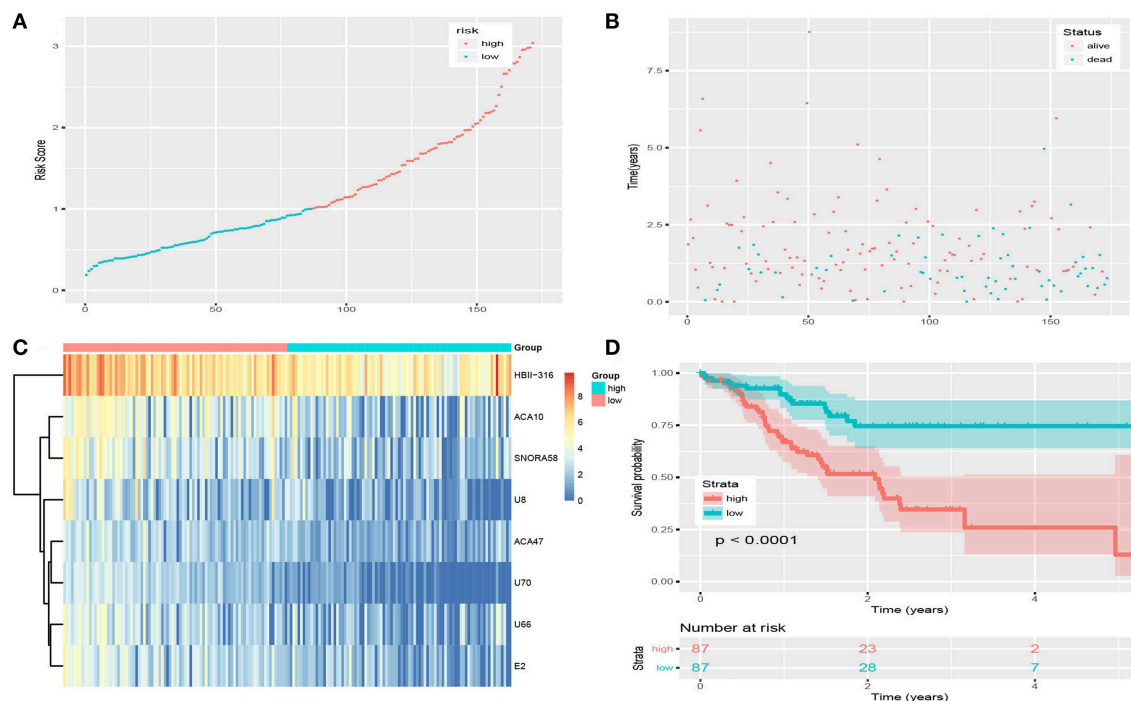 A
risk
high
low
3
2
1
0
Risk Score
0
50
100
150
B
Status
alive
dead
7.5
5.0
2.5
0.0
Time(years)
0
50
100
150
C
Group
HBII−316
ACA10
SNORA58
U8
ACA47
U70
U66
E2
8
6
4
2
0
Group
high
low
D
1.00
0.75
0.50
0.25
0.00
Survival probability
Strata
high
low
p < 0.0001
0
2
4
Time (years)
Number at risk
Strata
high 87 23 2
low 87 28 7
0
2
4
Time (years)